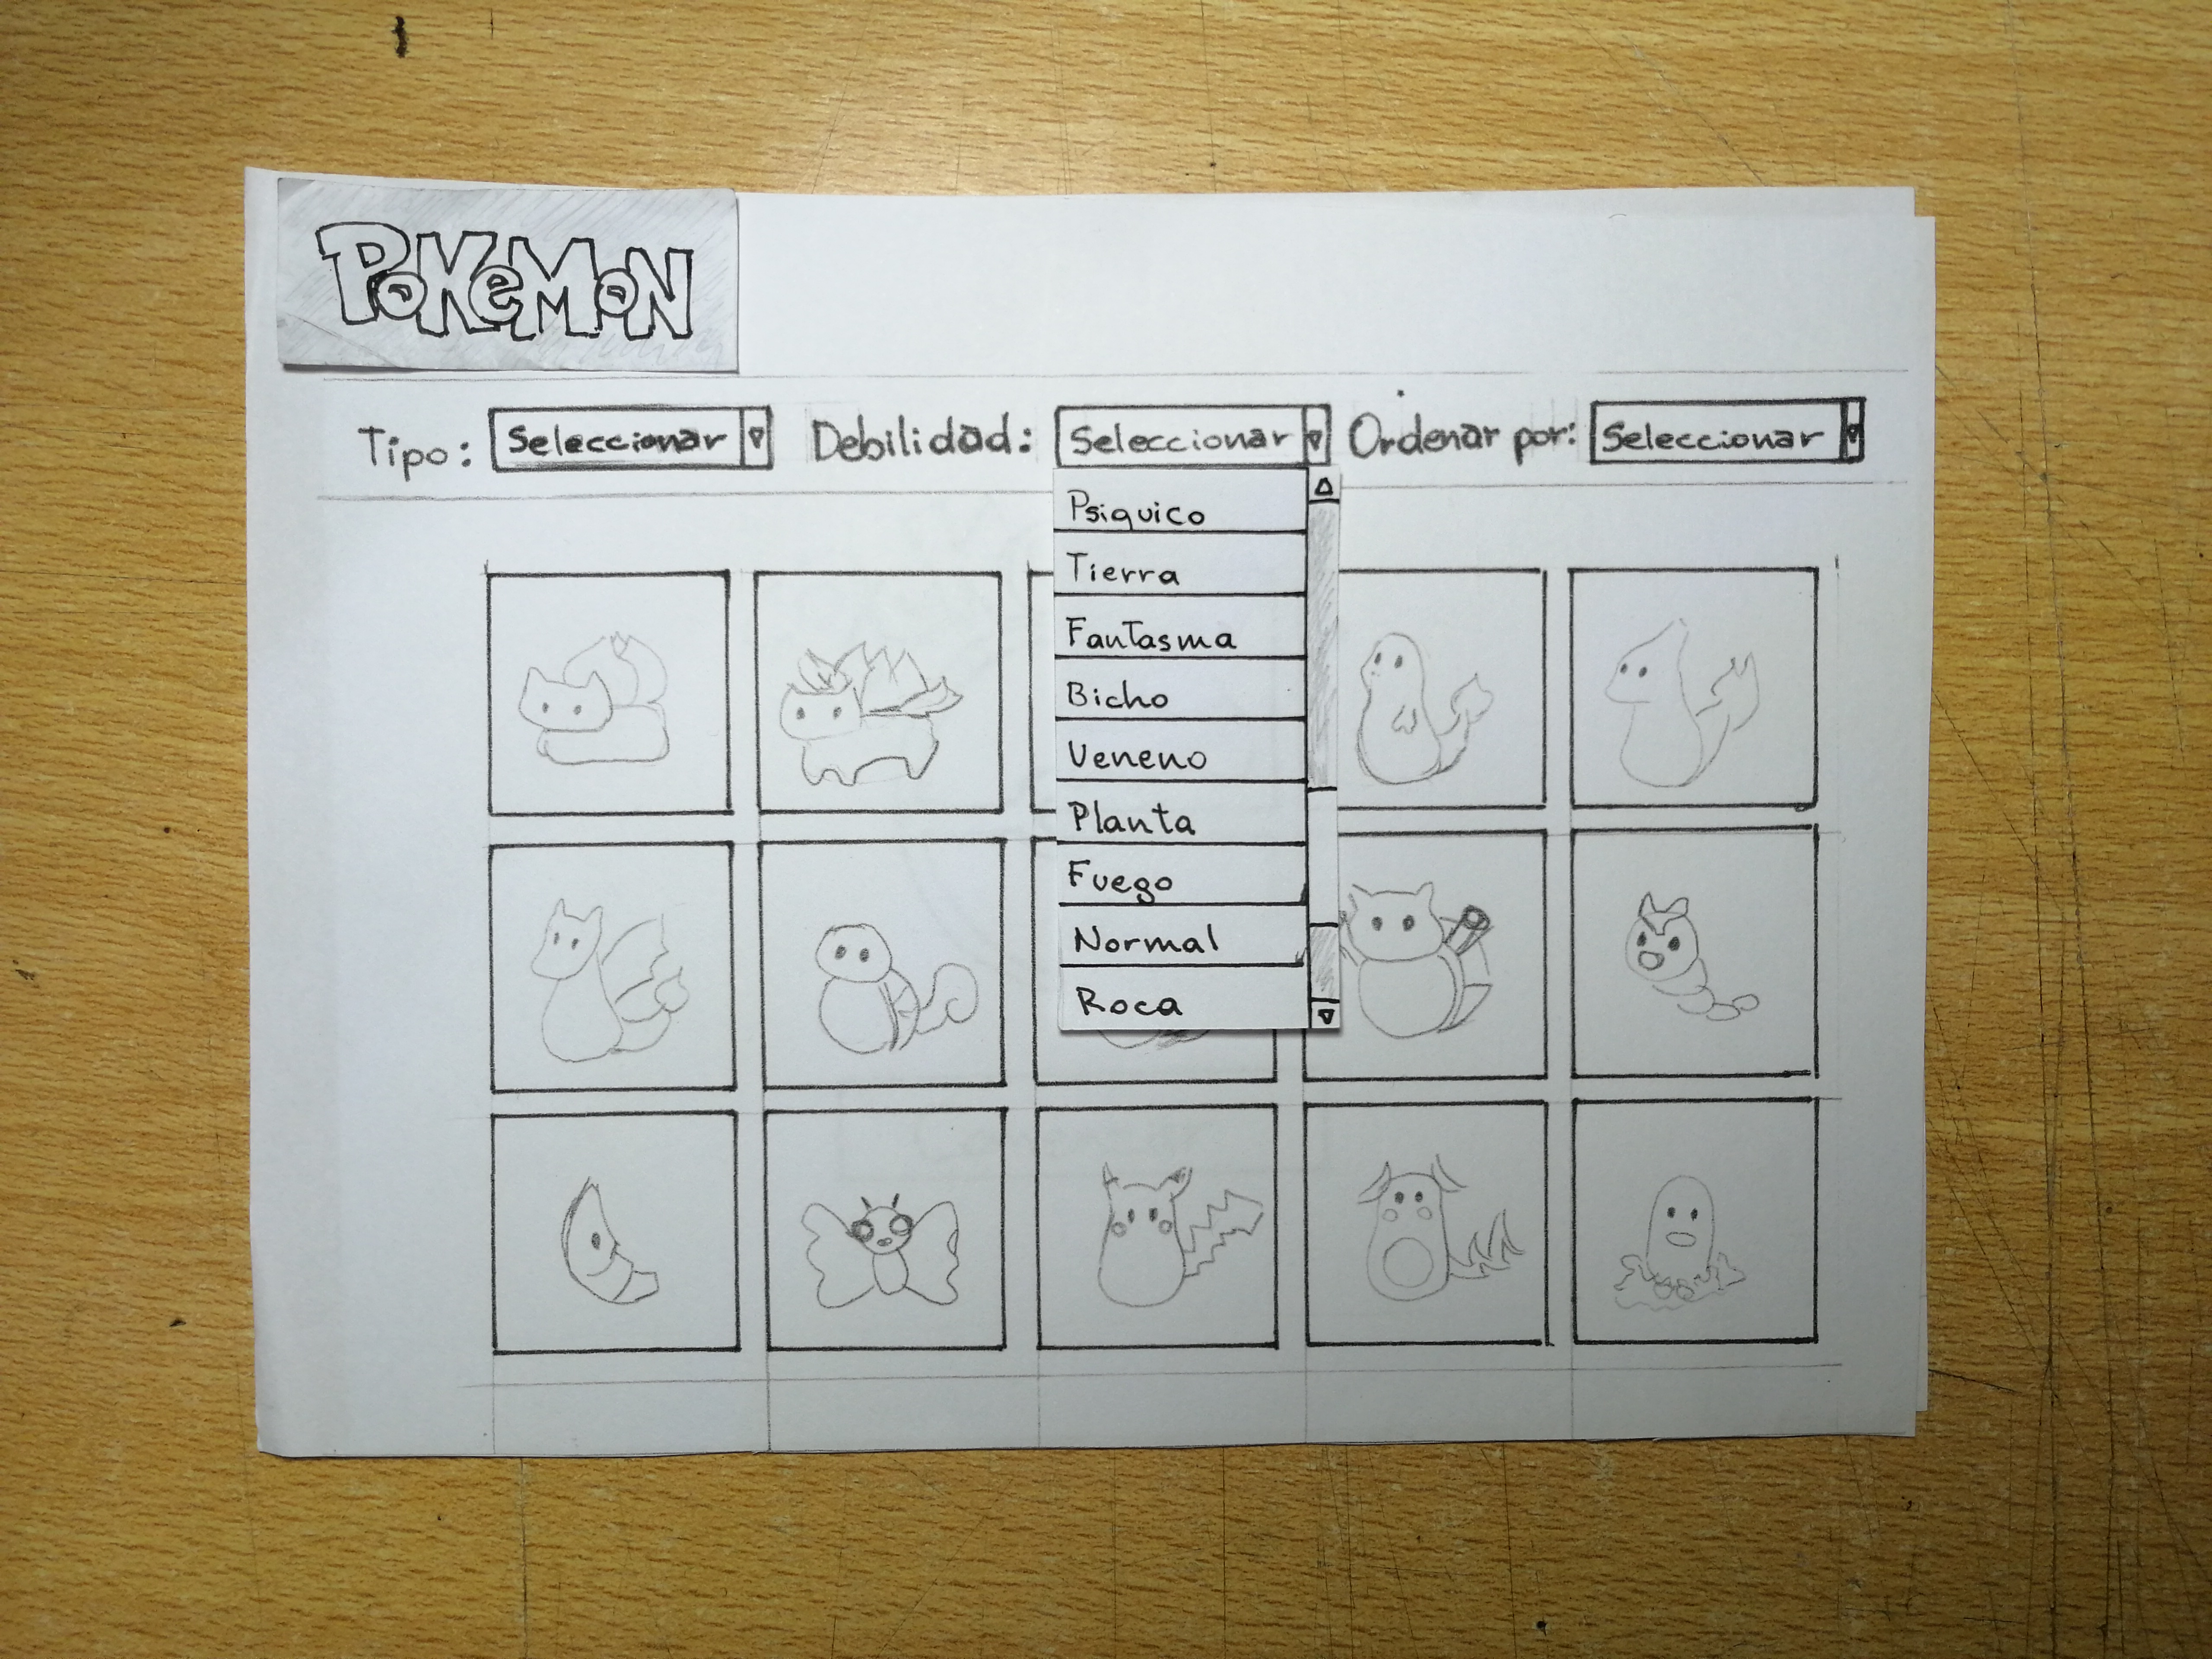 POKeMON
Tipo: Seleccionar Debilidad: Seleccionar Ordenar por: Seleccionar
Psiquico
Tierra
Fantasma
Bicho
Veneno
Planta
Fuego
Normal
Roca